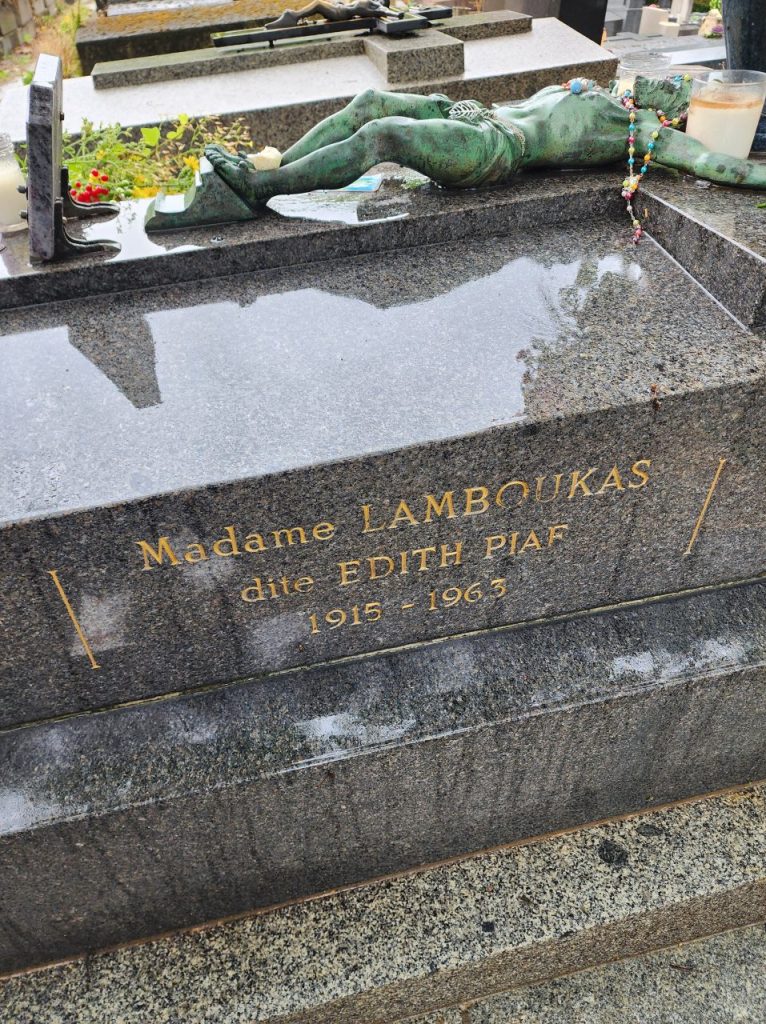 Madame LAMBOUKAS
dite EDITH PIAF
1915 - 1963